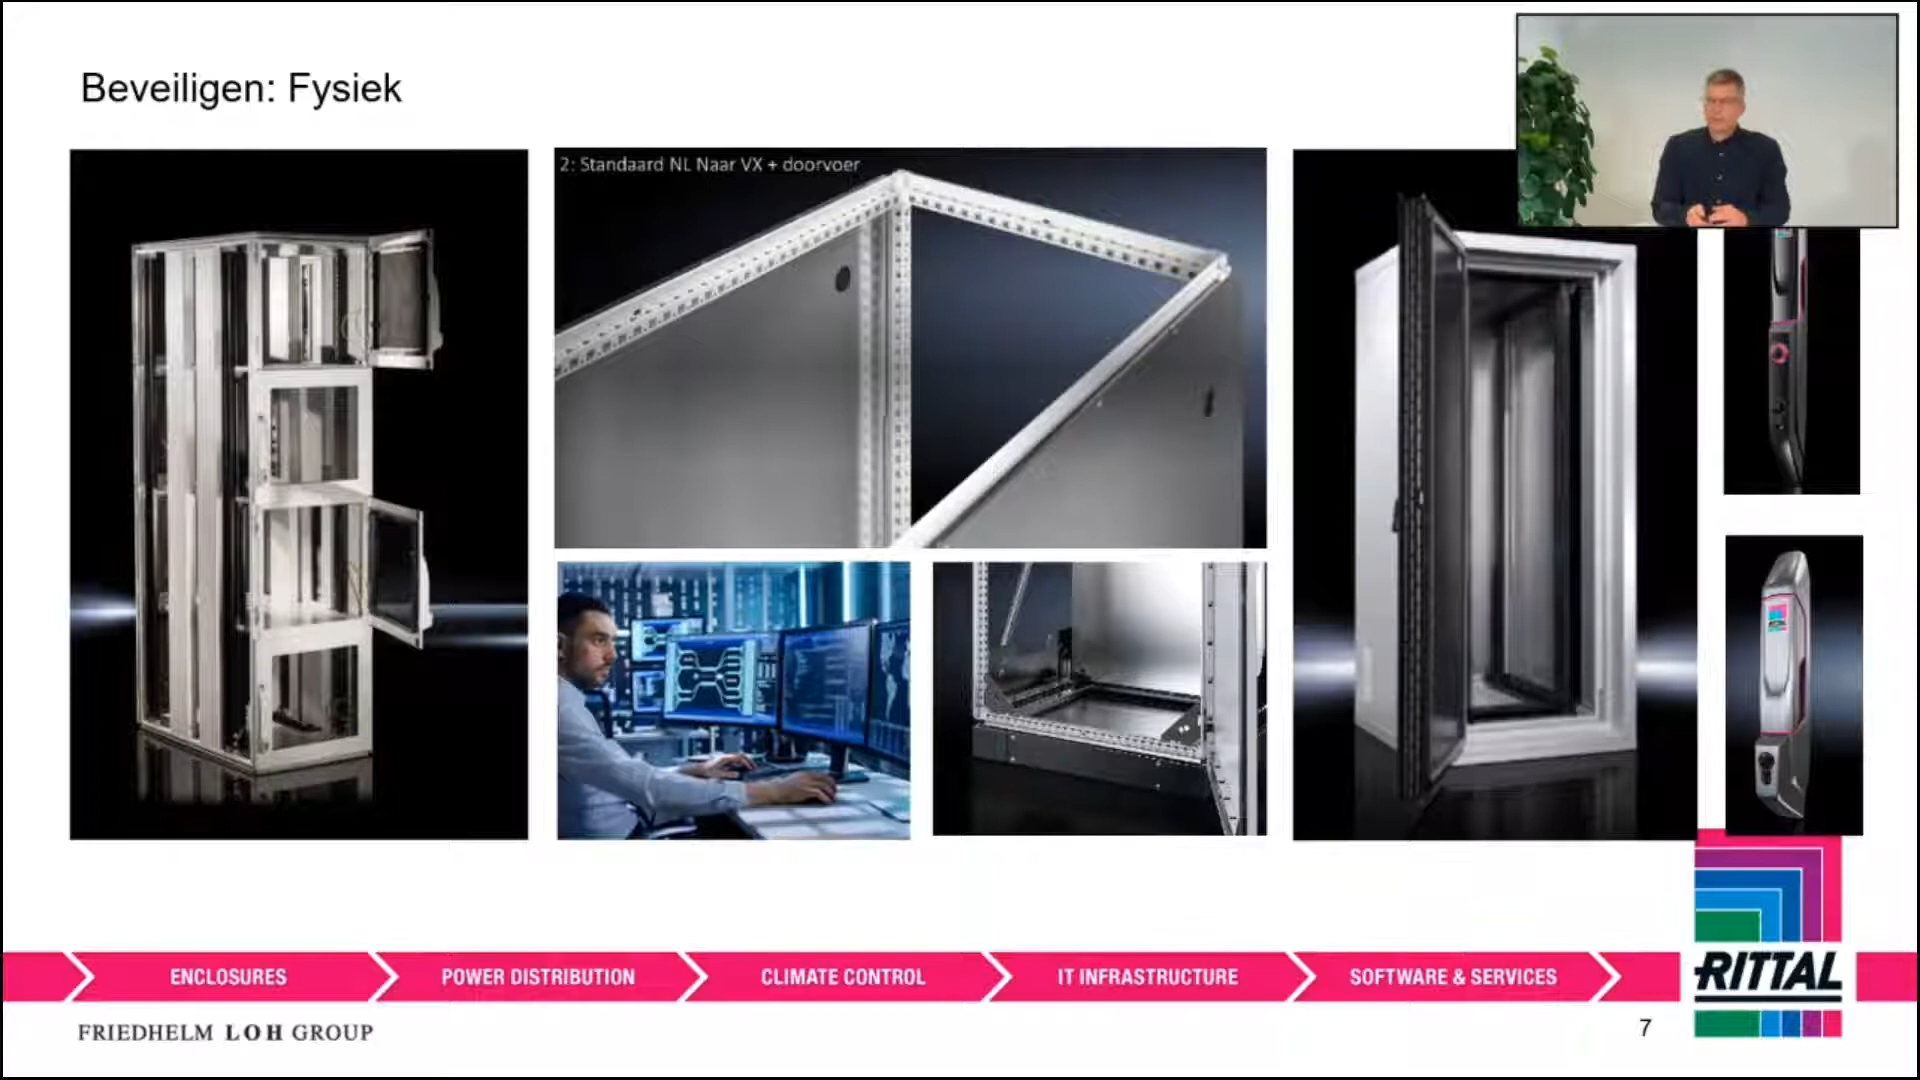 Beveiligen: Fysiek
2: Standaard NL Naar VX + doorvoer
ENCLOSURES
POWER DISTRIBUTION
CLIMATE CONTROL
IT INFRASTRUCTURE
SOFTWARE & SERVICES
RITTAL
FRIEDHELM LOH GROUP
7